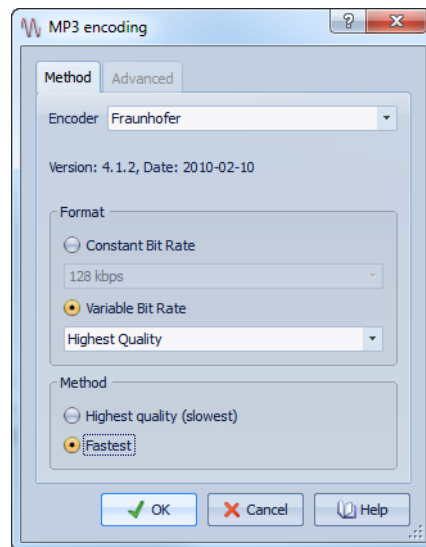 MP3 encoding
Method Advanced
Encoder Fraunhofer
Version: 4.1.2, Date: 2010-02-10
Format
Constant Bit Rate
128 kbps
Variable Bit Rate
Highest Quality
Method
Highest quality (slowest)
Fastest
OK Cancel Help